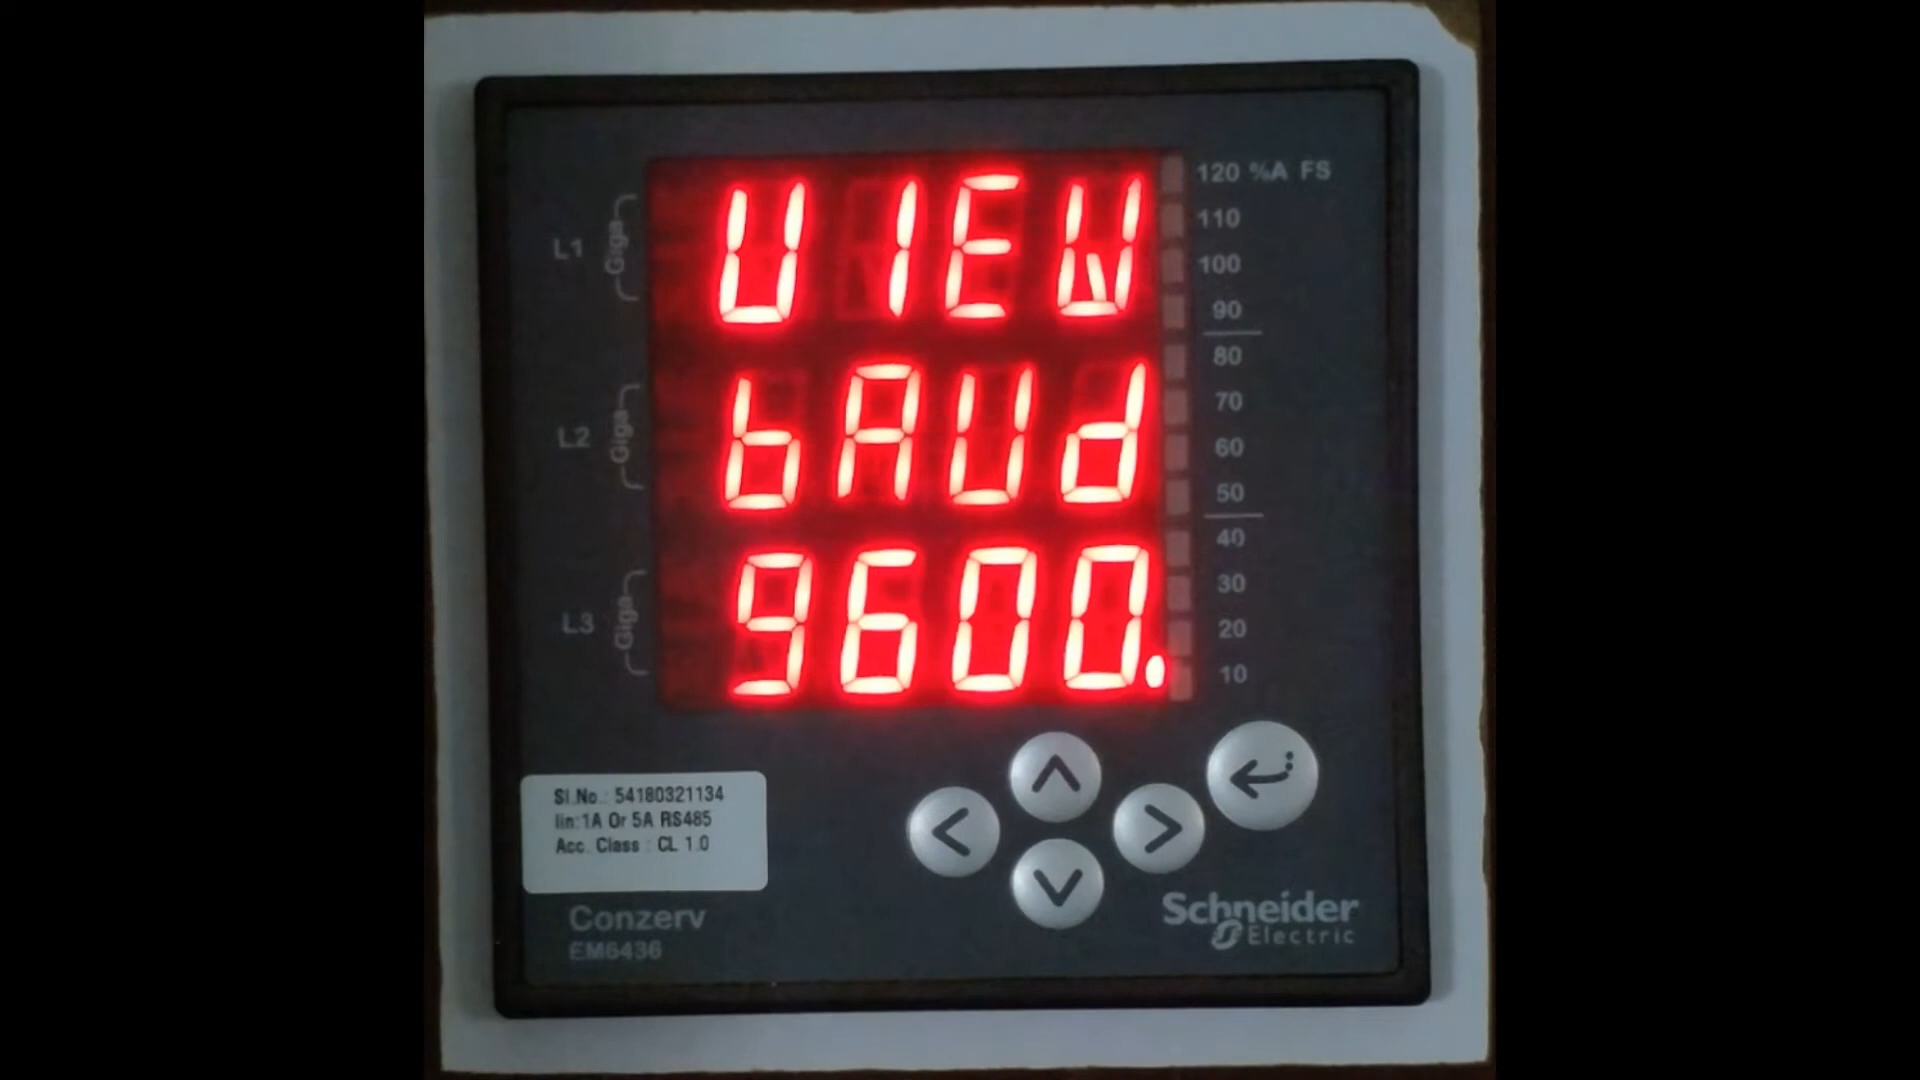 VIEW
bAUd
9600.
L1 Giga
L2 Giga
L3 Giga
120 %A FS
110
100
90
80
70
60
50
40
30
20
10
Sl.No.: 54180321134
Iin:1A Or 5A RS485
Acc. Class : CL 1.0
Conzerv
EM6436
Schneider
Electric